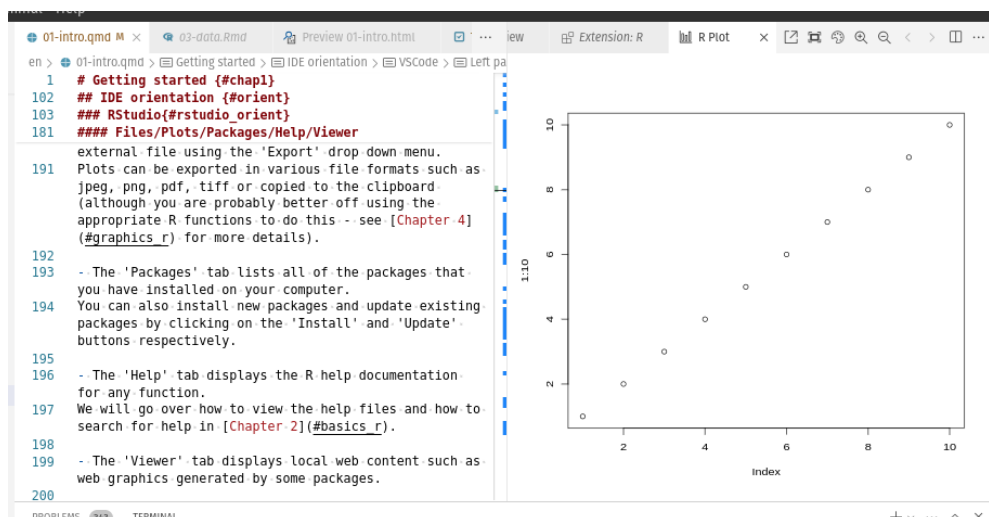 Help
01-intro.qmd M × 03-data.Rmd Preview 01-intro.html ··· iew Extension: R R Plot ×
en > 01-intro.qmd > Getting started > IDE orientation > VSCode > Left pa
1 # Getting started {#chap1}
102 ## IDE orientation {#orient}
103 ### RStudio{#rstudio_orient}
181 #### Files/Plots/Packages/Help/Viewer
external file using the 'Export' drop down menu.
191 Plots can be exported in various file formats such as
jpeg, png, pdf, tiff or copied to the clipboard
(although you are probably better off using the
appropriate R functions to do this - see [Chapter 4]
(#graphics_r) for more details).
192
193 - The 'Packages' tab lists all of the packages that
you have installed on your computer.
194 You can also install new packages and update existing
packages by clicking on the 'Install' and 'Update'
buttons respectively.
195
196 - The 'Help' tab displays the R help documentation
for any function.
197 We will go over how to view the help files and how to
search for help in [Chapter 2](#basics_r).
198
199 - The 'Viewer' tab displays local web content such as
web graphics generated by some packages.
200
PROBLEMS TERMINAL
10
8
6
4
2
1:10
2 4 6 8 10
Index